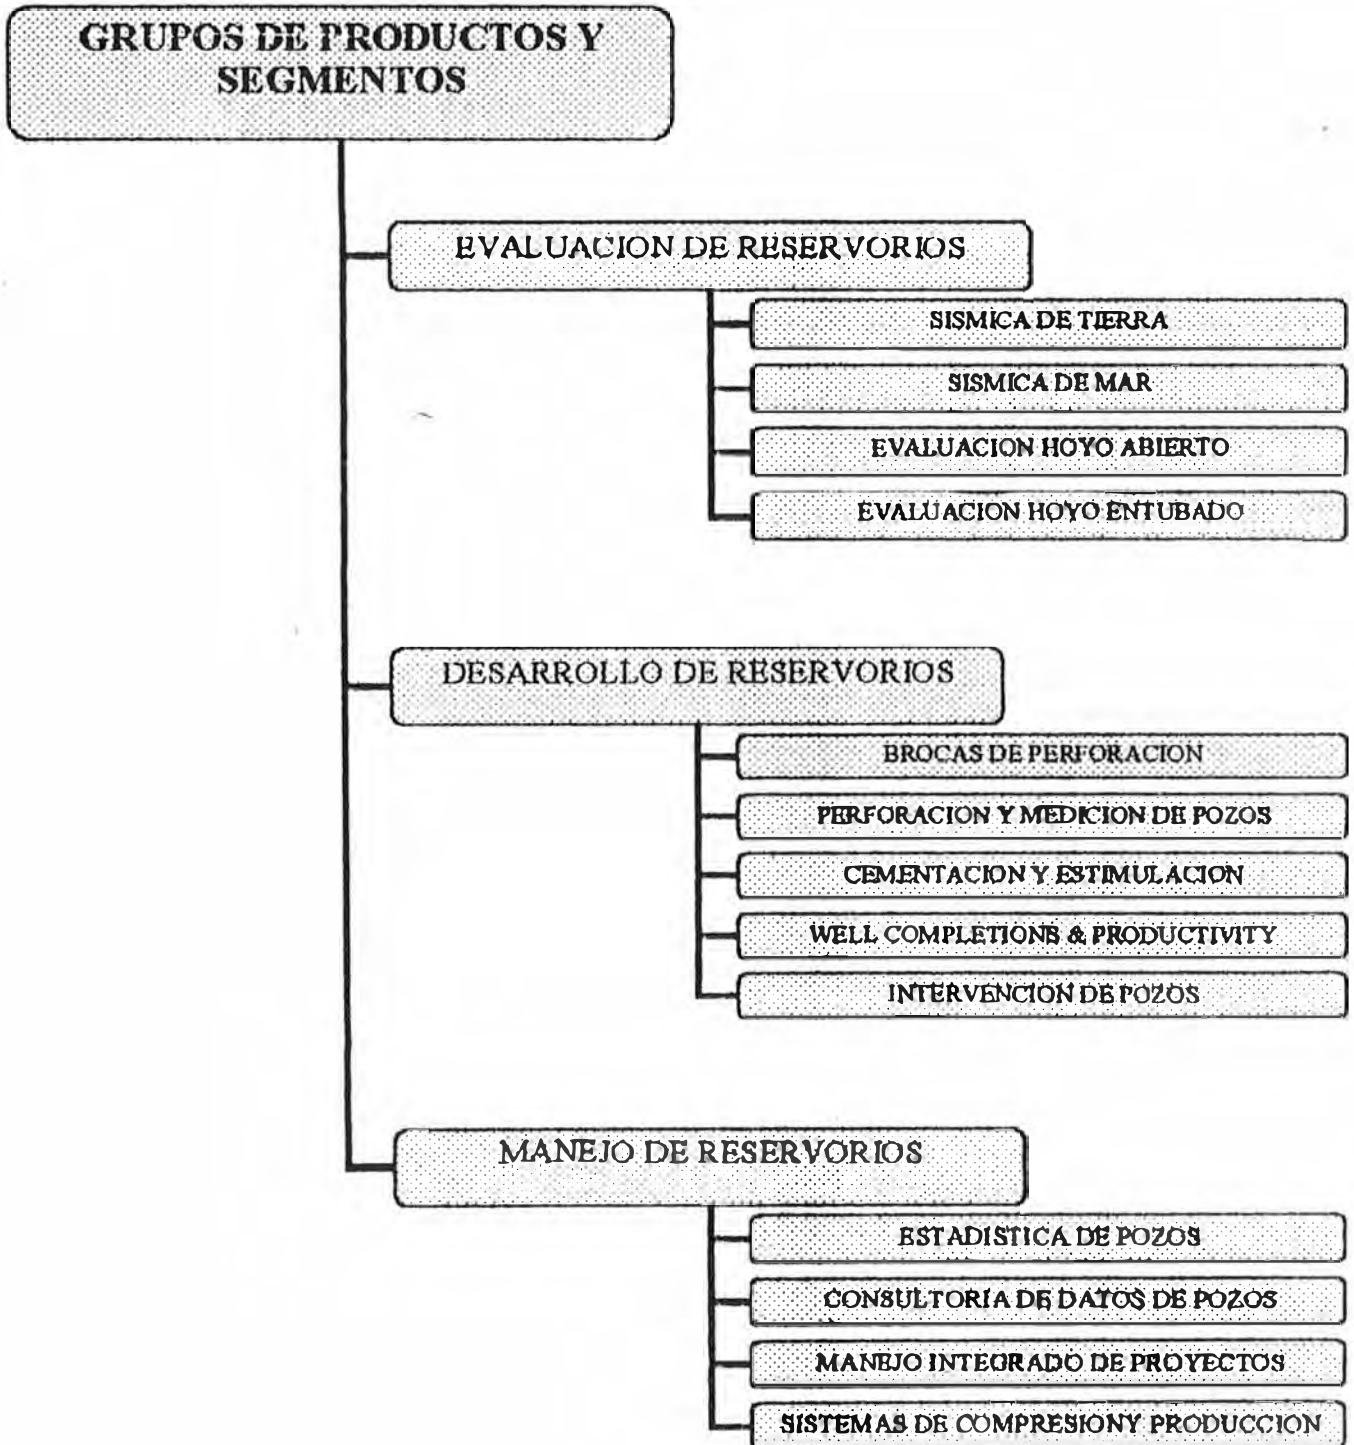 GRUPOS DE PRODUCTOS Y
SEGMENTOS
EVALUACION DE RESERVORIOS
SISMICA DE TIERRA
SISMICA DE MAR
EVALUACION HOYO ABIERTO
EVALUACION HOYO ENTUBADO
DESARROLLO DE RESERVORIOS
BROCAS DE PERFORACION
PERFORACION Y MEDICION DE POZOS
CEMENTACION Y ESTIMULACION
WELL COMPLETIONS & PRODUCTIVITY
INTERVENCION DE POZOS
MANEJO DE RESERVORIOS
ESTADISTICA DE POZOS
CONSULTORIA DE DATOS DE POZOS
MANEJO INTEGRADO DE PROYECTOS
SISTEMAS DE COMPRESIONY PRODUCCION